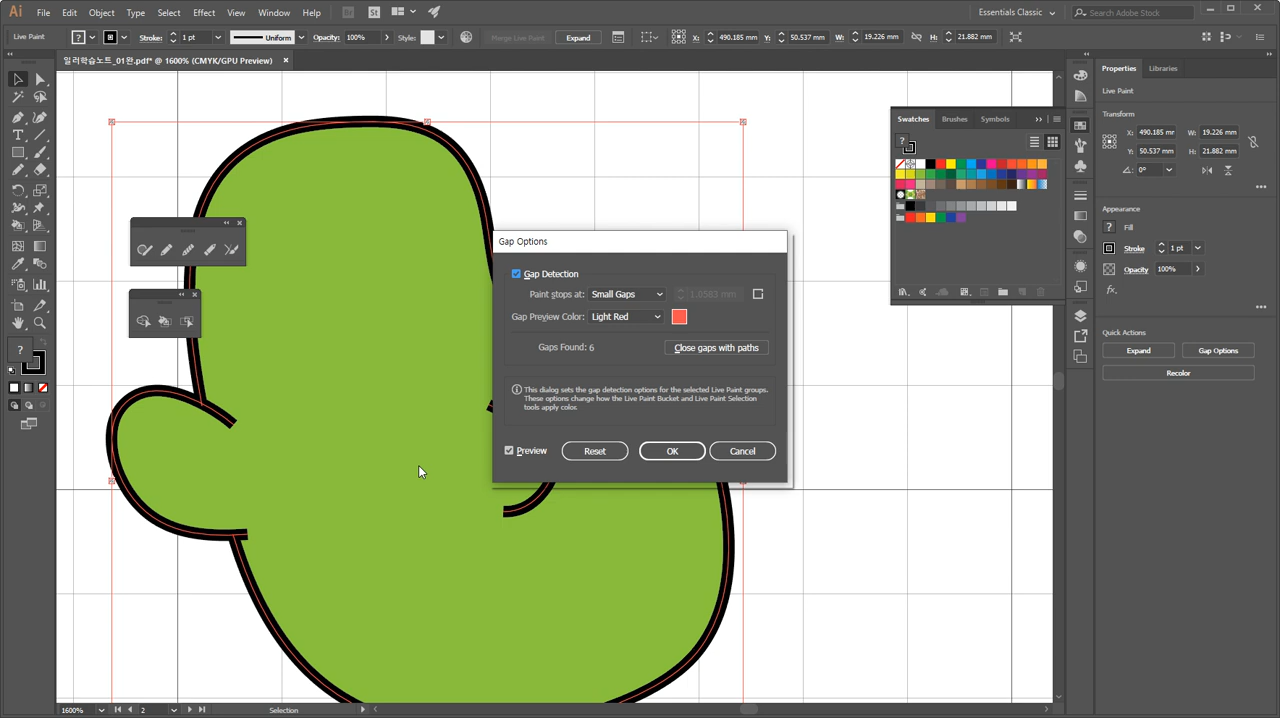 Ai File Edit Object Type Select Effect View Window Help Br St Essentials Classic Search Adobe Stock
Live Paint ? Stroke: 1 pt Uniform Opacity: 100% Style: Merge Live Paint Expand X: 490.185 mm Y: 50.537 mm W: 19.226 mm H: 21.882 mm
일러학습노트_01완.pdf* @ 1600% (CMYK/GPU Preview) ×
Properties Libraries
Live Paint
Transform
X: 490.185 mr W: 19.226 mm
Y: 50.537 mm H: 21.882 mm
0°
Appearance
? Fill
Stroke 1 pt
Opacity 100%
fx.
Quick Actions
Expand Gap Options
Recolor
Swatches Brushes Symbols
?
Gap Options
Gap Detection
Paint stops at: Small Gaps 1.0583 mm
Gap Preview Color: Light Red
Gaps Found: 6 Close gaps with paths
This dialog sets the gap detection options for the selected Live Paint groups.
These options change how the Live Paint Bucket and Live Paint Selection
tools apply color.
Preview Reset OK Cancel
?
1600% 2 Selection